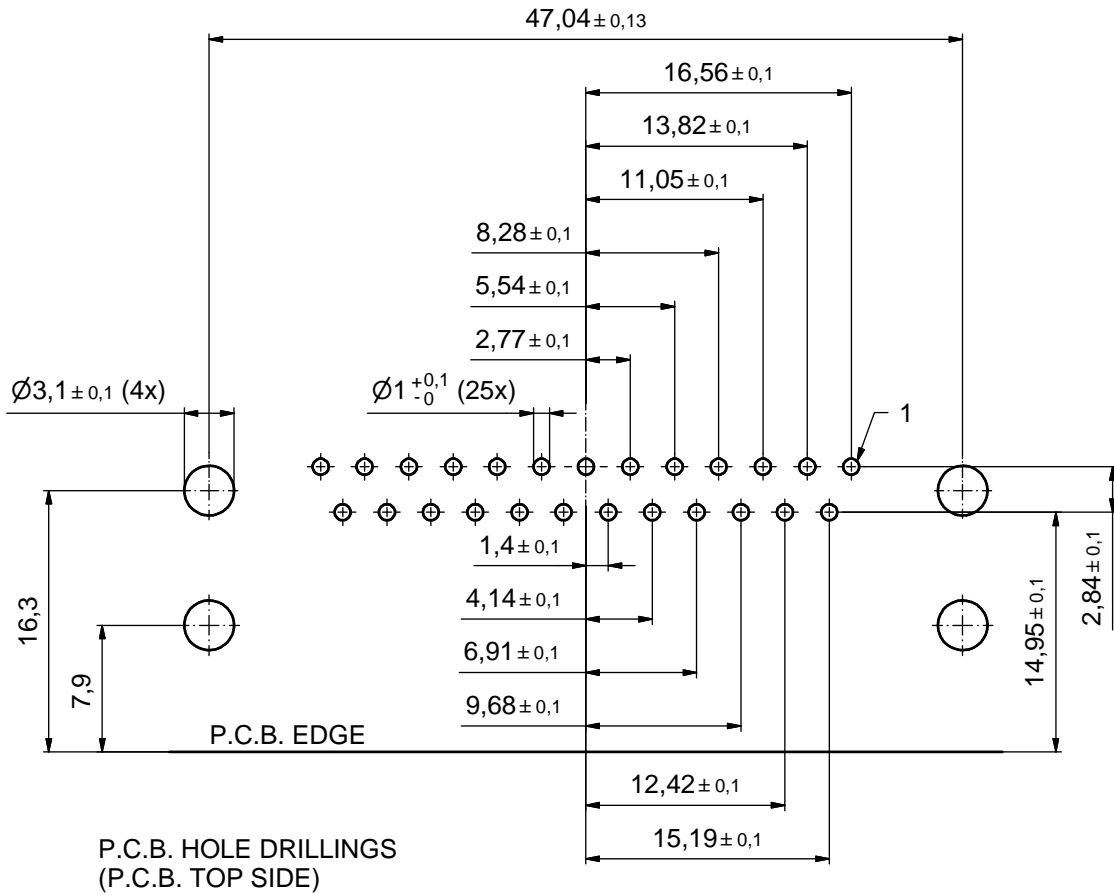 47,04 ± 0,13
16,56 ± 0,1
13,82 ± 0,1
11,05 ± 0,1
8,28 ± 0,1
5,54 ± 0,1
2,77 ± 0,1
Ø3,1 ± 0,1 (4x)
Ø1 +0,1 -0 (25x)
1
1,4 ± 0,1
4,14 ± 0,1
6,91 ± 0,1
9,68 ± 0,1
2,84 ± 0,1
14,95 ± 0,1
16,3
7,9
P.C.B. EDGE
12,42 ± 0,1
15,19 ± 0,1
P.C.B. HOLE DRILLINGS
(P.C.B. TOP SIDE)